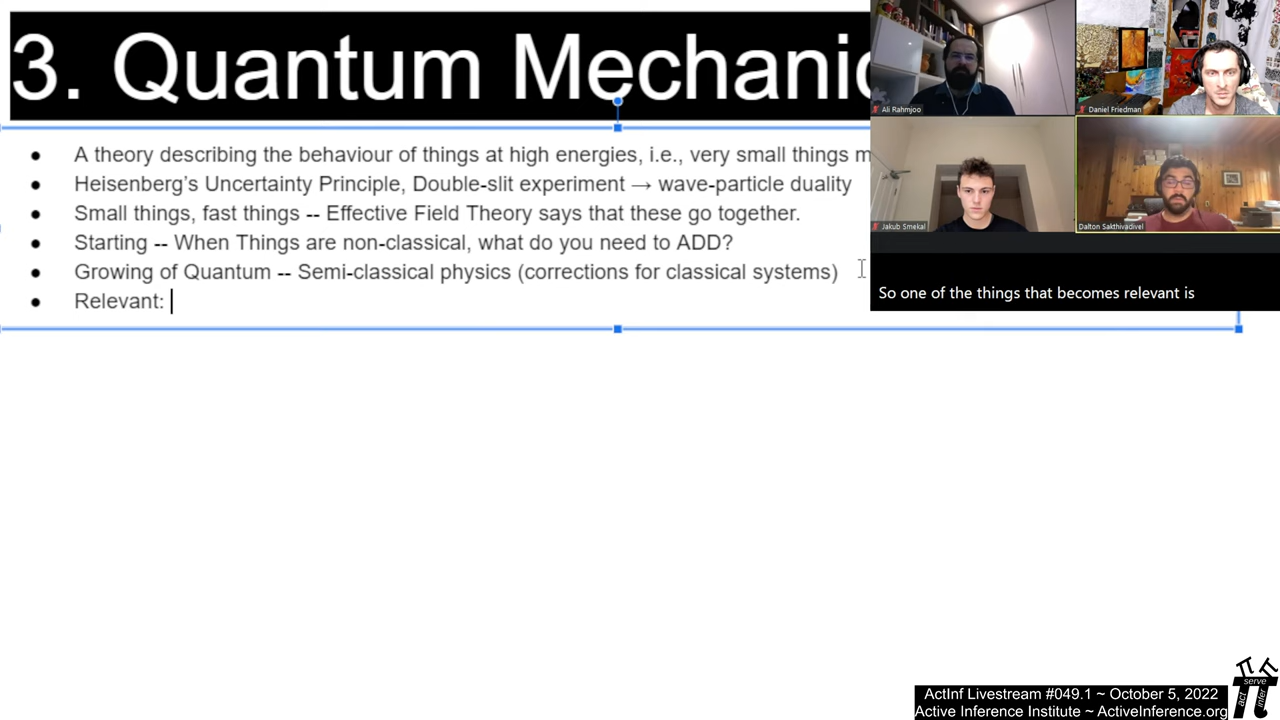 3. Quantum Mechanic
A theory describing the behaviour of things at high energies, i.e., very small things m
Heisenberg's Uncertainty Principle, Double-slit experiment → wave-particle duality
Small things, fast things -- Effective Field Theory says that these go together.
Starting -- When Things are non-classical, what do you need to ADD?
Growing of Quantum -- Semi-classical physics (corrections for classical systems)
Relevant:
Ali Rahmjoo
Daniel Friedman
Jakub Smekal
Dalton Sakthivadivel
So one of the things that becomes relevant is
ActInf Livestream #049.1 ~ October 5, 2022
Active Inference Institute ~ ActiveInference.org
serve
act
infer